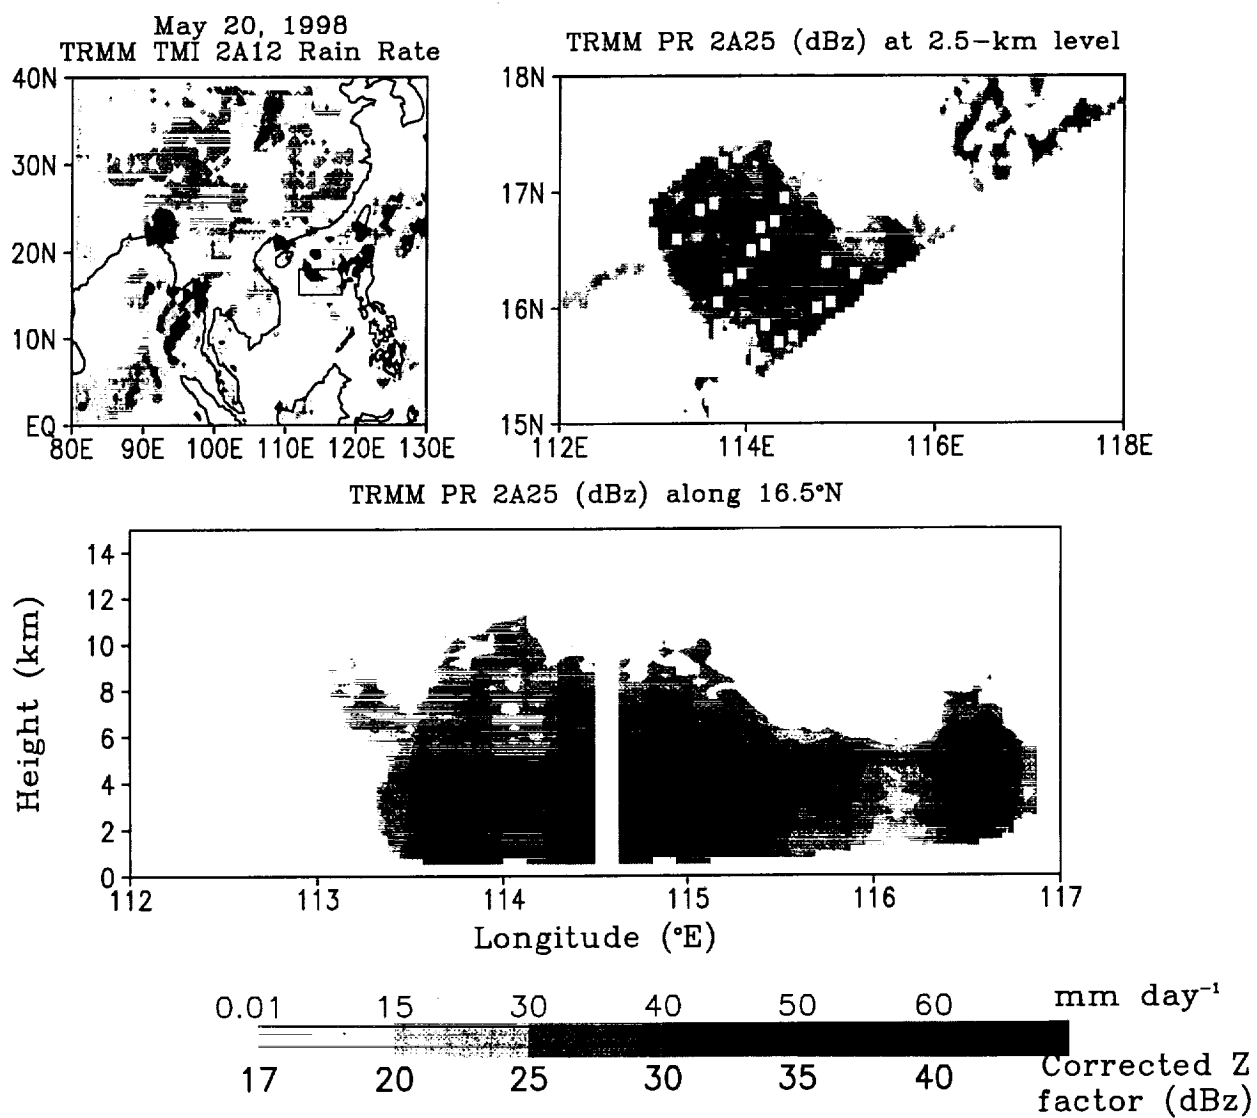 May 20, 1998
TRMM TMI 2A12 Rain Rate
40N
30N
20N
10N
EQ
80E 90E 100E 110E 120E 130E
TRMM PR 2A25 (dBz) at 2.5-km level
18N
17N
16N
15N
112E 114E 116E 118E
TRMM PR 2A25 (dBz) along 16.5°N
Height (km)
14
12
10
8
6
4
2
0
112 113 114 115 116 117
Longitude (°E)
0.01 15 30 40 50 60 mm day⁻¹
17 20 25 30 35 40 Corrected Z
factor (dBz)